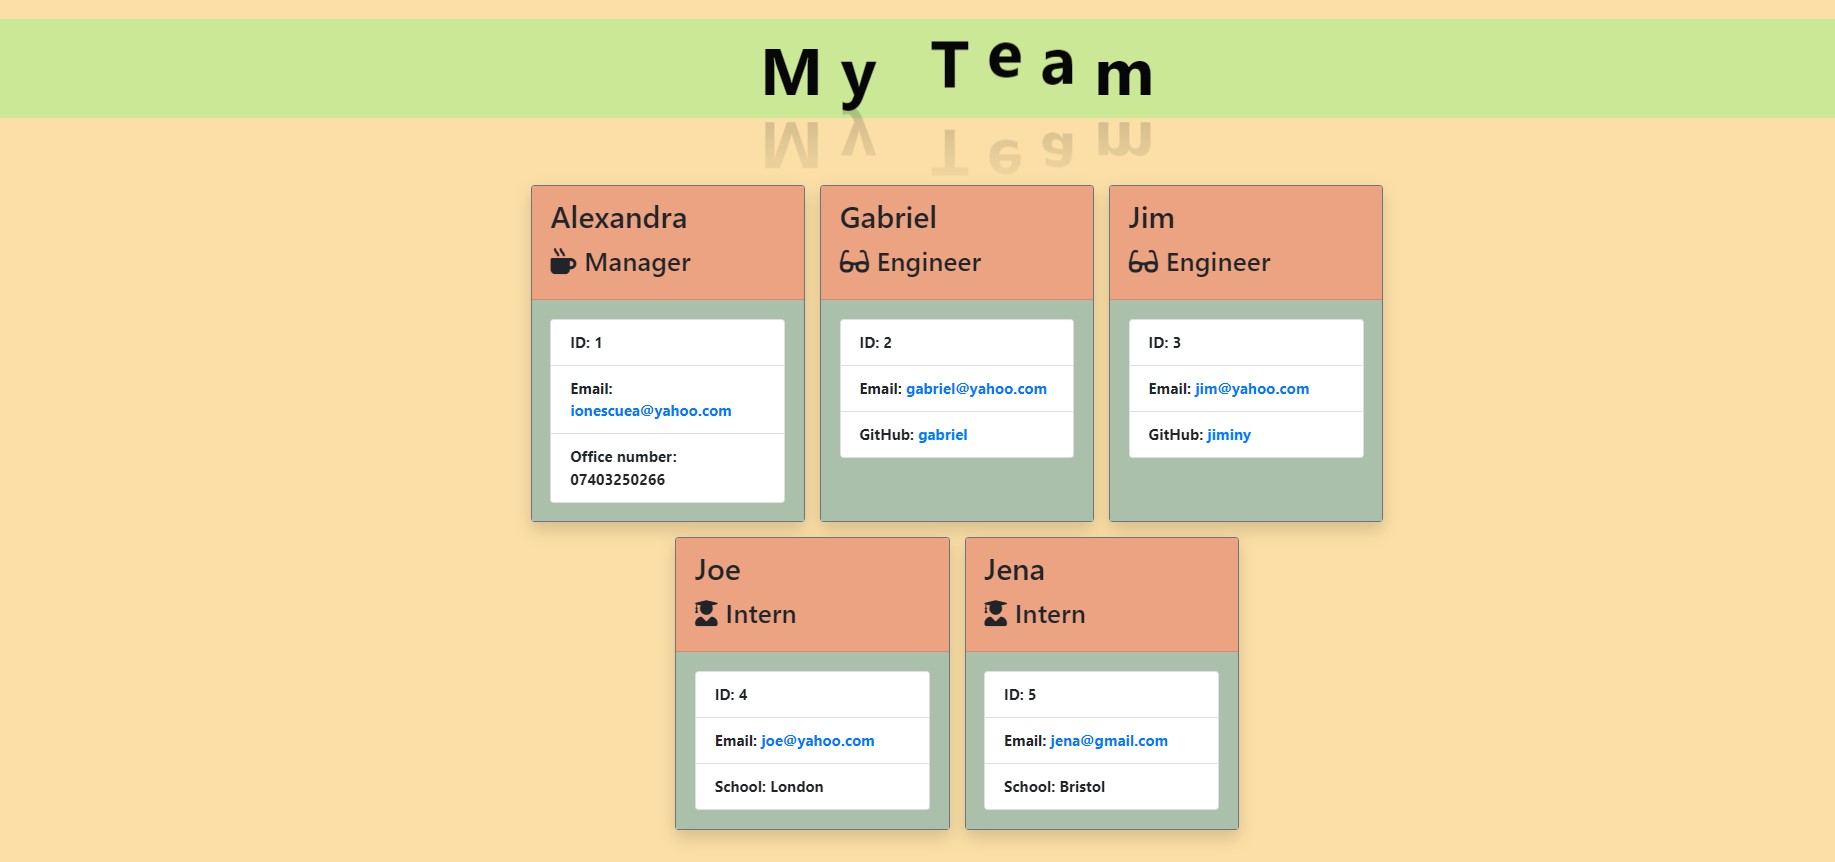 My Team
Alexandra
Manager
ID: 1
Email:
ionescuea@yahoo.com
Office number:
07403250266
Gabriel
Engineer
ID: 2
Email: gabriel@yahoo.com
GitHub: gabriel
Jim
Engineer
ID: 3
Email: jim@yahoo.com
GitHub: jiminy
Joe
Intern
ID: 4
Email: joe@yahoo.com
School: London
Jena
Intern
ID: 5
Email: jena@gmail.com
School: Bristol